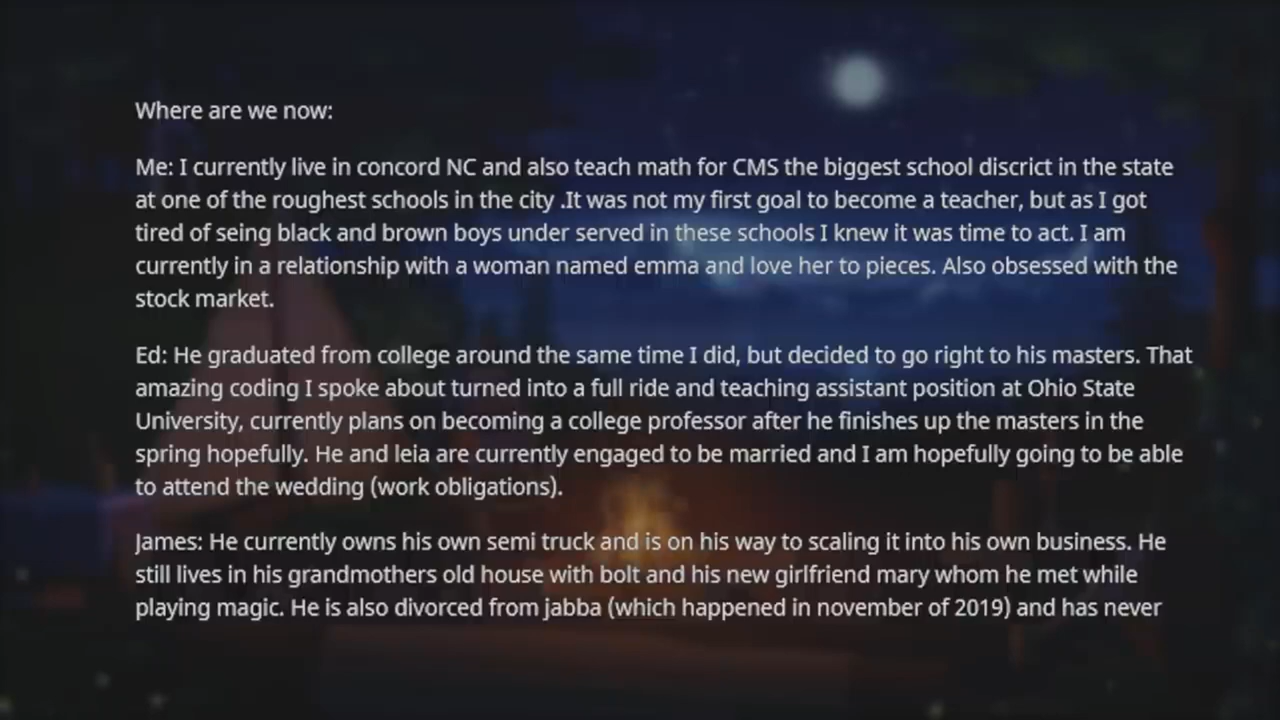 Where are we now:
Me: I currently live in concord NC and also teach math for CMS the biggest school discrict in the state
at one of the roughest schools in the city .It was not my first goal to become a teacher, but as I got
tired of seing black and brown boys under served in these schools I knew it was time to act. I am
currently in a relationship with a woman named emma and love her to pieces. Also obsessed with the
stock market.
Ed: He graduated from college around the same time I did, but decided to go right to his masters. That
amazing coding I spoke about turned into a full ride and teaching assistant position at Ohio State
University, currently plans on becoming a college professor after he finishes up the masters in the
spring hopefully. He and leia are currently engaged to be married and I am hopefully going to be able
to attend the wedding (work obligations).
James: He currently owns his own semi truck and is on his way to scaling it into his own business. He
still lives in his grandmothers old house with bolt and his new girlfriend mary whom he met while
playing magic. He is also divorced from jabba (which happened in november of 2019) and has never